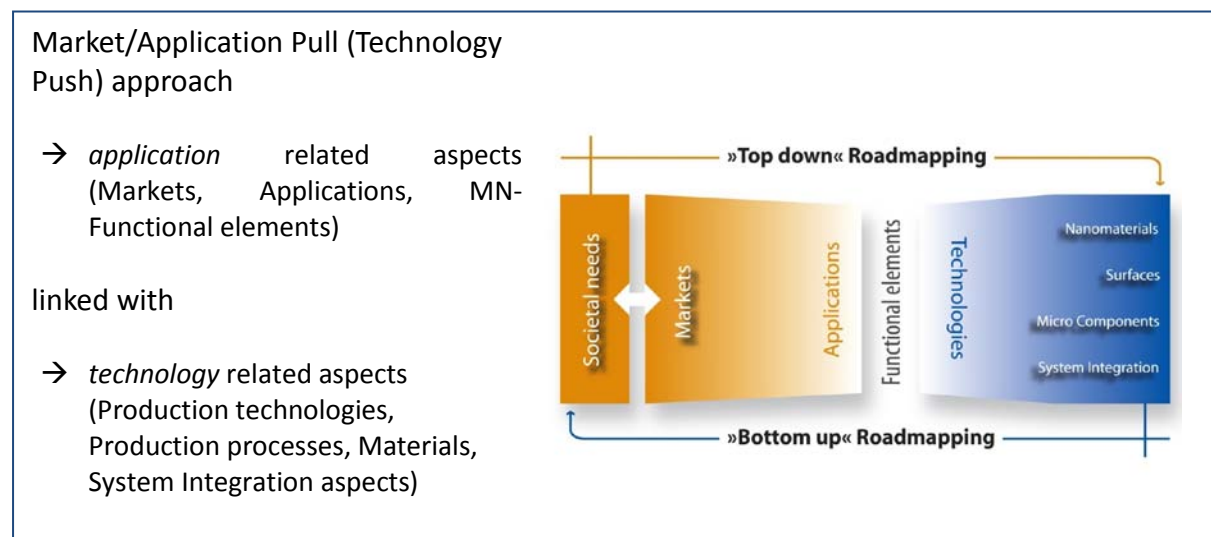 Market/Application Pull (Technology
Push) approach
→ application related aspects
(Markets, Applications, MN-
Functional elements)
linked with
→ technology related aspects
(Production technologies,
Production processes, Materials,
System Integration aspects)
»Top down« Roadmapping
Societal needs
Markets
Applications
Functional elements
Technologies
Nanomaterials
Surfaces
Micro Components
System Integration
»Bottom up« Roadmapping